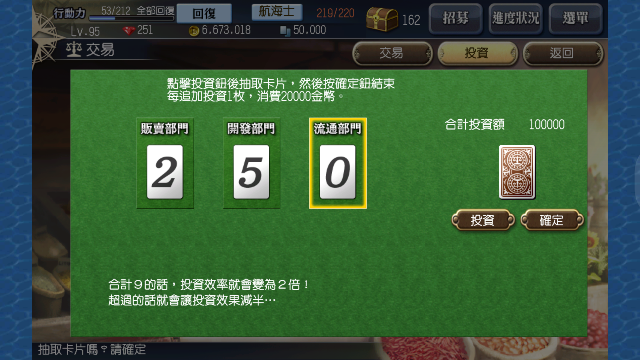 行動力 53/212 全部回復 回復 航海士 219/220 162 招募 進度狀況 選單
Lv.95 251 6.673.018 50.000
交易 交易 投資 返回
點擊投資鈕後抽取卡片，然後按確定鈕結束
每追加投資1枚，消費20000金幣。
販賣部門 開發部門 流通部門
合計投資額 100000
2 5 0
投資 確定
合計９的話，投資效率就會變為２倍！
超過的話就會讓投資效果減半…
抽取卡片嗎？請確定